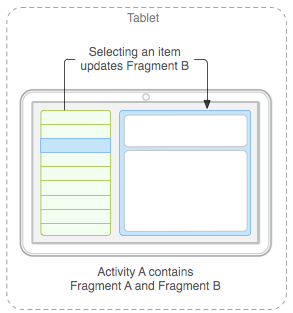 Tablet
Selecting an item
updates Fragment B
Activity A contains
Fragment A and Fragment B